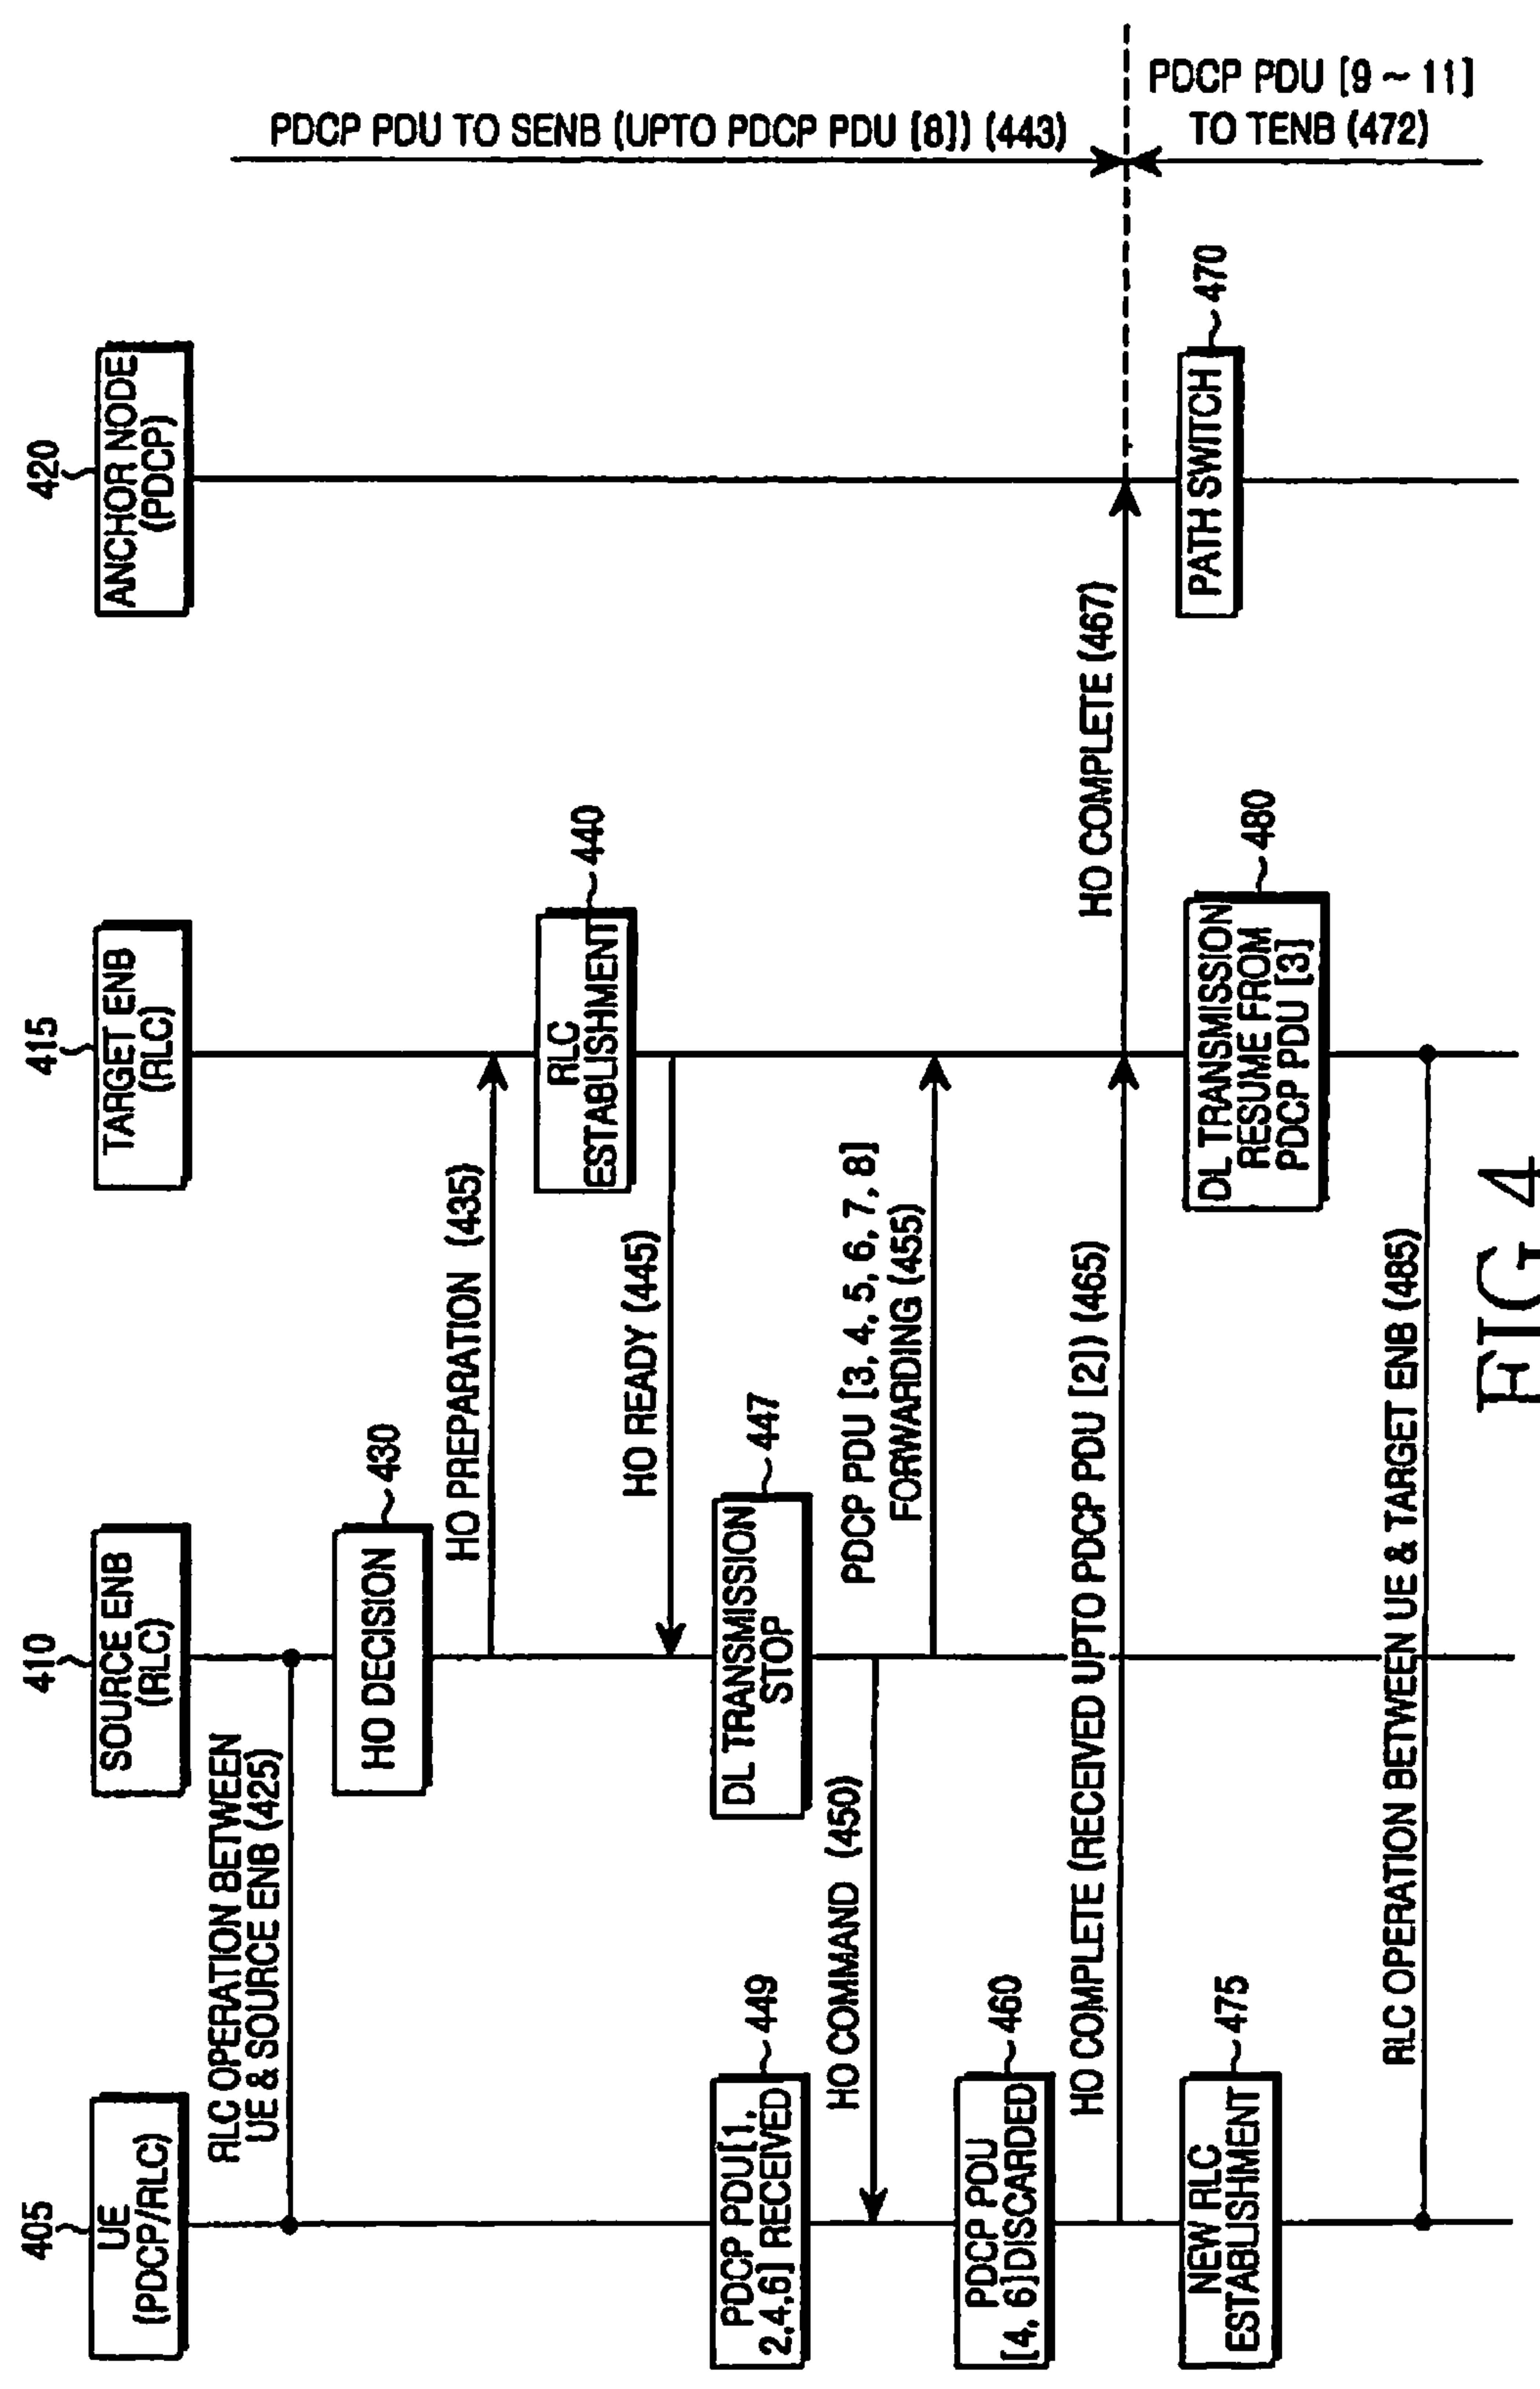 405
UE
(PDCP/RLC)
410
SOURCE ENB
(RLC)
415
TARGET ENB
(RLC)
420
ANCHOR NODE
(PDCP)
RLC OPERATION BETWEEN
UE & SOURCE ENB (425)
HO DECISION
430
HO PREPARATION (435)
RLC
ESTABLISHMENT
440
PDCP PDU TO SENB (UPTO PDCP PDU [8]) (443)
HO READY (445)
DL TRANSMISSION
STOP
447
PDCP PDU[1,
2,4,6] RECEIVED
449
HO COMMAND (450)
PDCP PDU [3, 4, 5, 6, 7, 8]
FORWARDING (455)
PDCP PDU
[4, 6]DISCARDED
460
HO COMPLETE (RECEIVED UPTO PDCP PDU [2]) (465)
HO COMPLETE (467)
PATH SWITCH
470
PDCP PDU [9 ~ 11]
TO TENB (472)
NEW RLC
ESTABLISHMENT
475
DL TRANSMISSION
RESUME FROM
PDCP PDU [3]
480
RLC OPERATION BETWEEN UE & TARGET ENB (485)
FIG 4